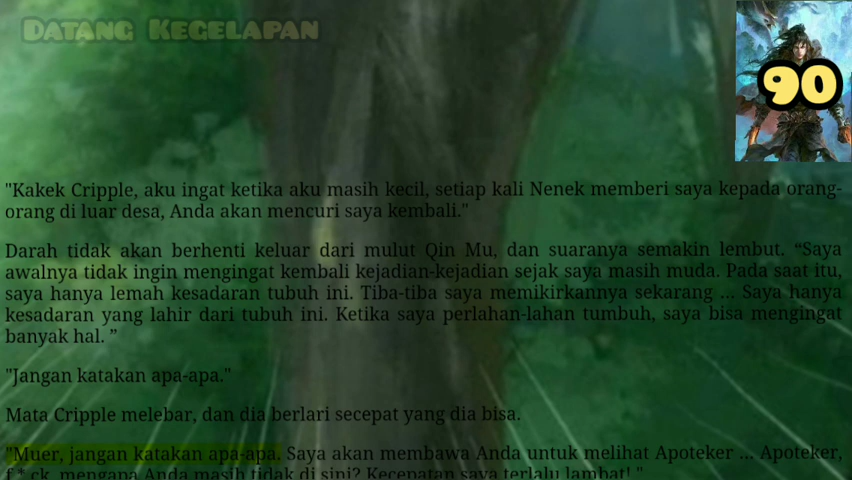 Datang Kegelapan
90
"Kakek Cripple, aku ingat ketika aku masih kecil, setiap kali Nenek memberi saya kepada orang-
orang di luar desa, Anda akan mencuri saya kembali."
Darah tidak akan berhenti keluar dari mulut Qin Mu, dan suaranya semakin lembut. “Saya
awalnya tidak ingin mengingat kembali kejadian-kejadian sejak saya masih muda. Pada saat itu,
saya hanya lemah kesadaran tubuh ini. Tiba-tiba saya memikirkannya sekarang ... Saya hanya
kesadaran yang lahir dari tubuh ini. Ketika saya perlahan-lahan tumbuh, saya bisa mengingat
banyak hal. ”
"Jangan katakan apa-apa."
Mata Cripple melebar, dan dia berlari secepat yang dia bisa.
"Muer, jangan katakan apa-apa. Saya akan membawa Anda untuk melihat Apoteker ... Apoteker,
f * ck, mengapa Anda masih tidak di sini? Kecepatan saya terlalu lambat! "